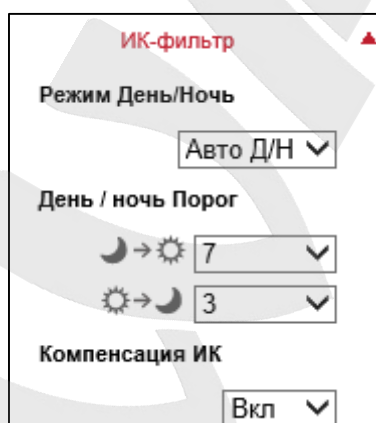 ИК-фильтр
Режим День/Ночь
Авто Д/Н
День / ночь Порог
7
3
Компенсация ИК
Вкл